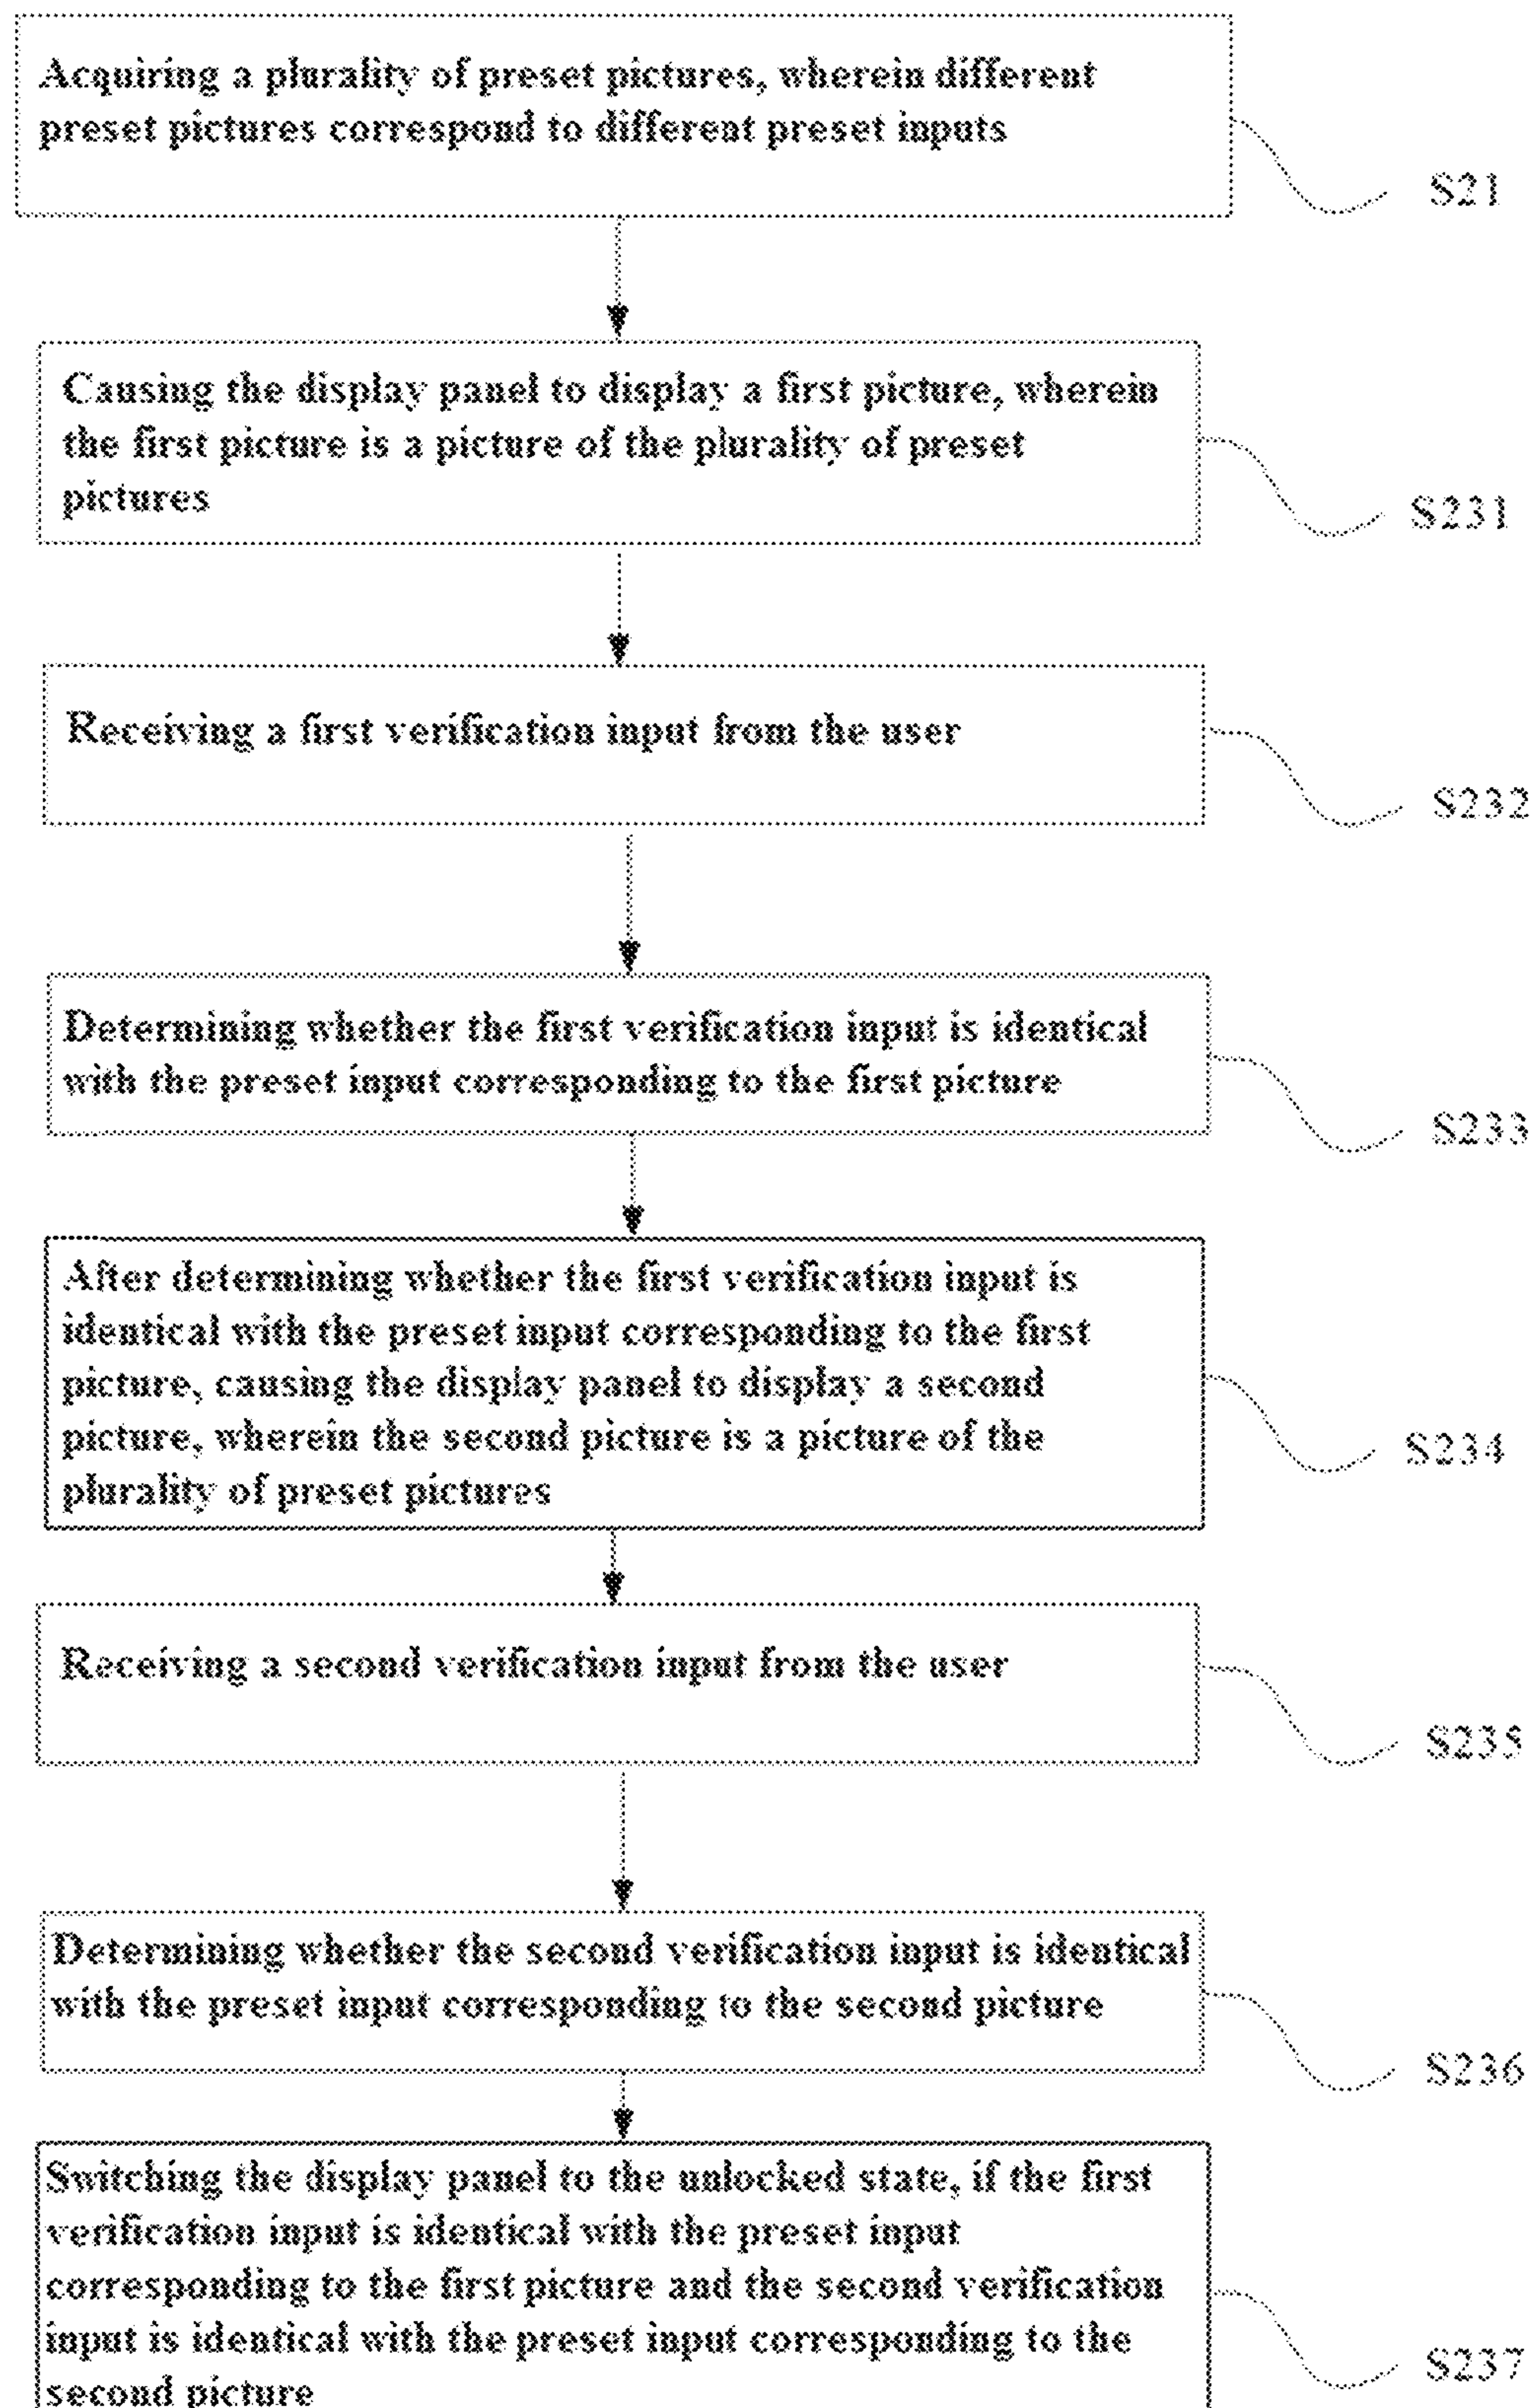 Acquiring a plurality of preset pictures, wherein different
preset pictures correspond to different preset inputs
S21
Causing the display panel to display a first picture, wherein
the first picture is a picture of the plurality of preset
pictures
S231
Receiving a first verification input from the user
S232
Determining whether the first verification input is identical
with the preset input corresponding to the first picture
S233
After determining whether the first verification input is
identical with the preset input corresponding to the first
picture, causing the display panel to display a second
picture, wherein the second picture is a picture of the
plurality of preset pictures
S234
Receiving a second verification input from the user
S235
Determining whether the second verification input is identical
with the preset input corresponding to the second picture
S236
Switching the display panel to the unlocked state, if the first
verification input is identical with the preset input
corresponding to the first picture and the second verification
input is identical with the preset input corresponding to the
second picture
S237